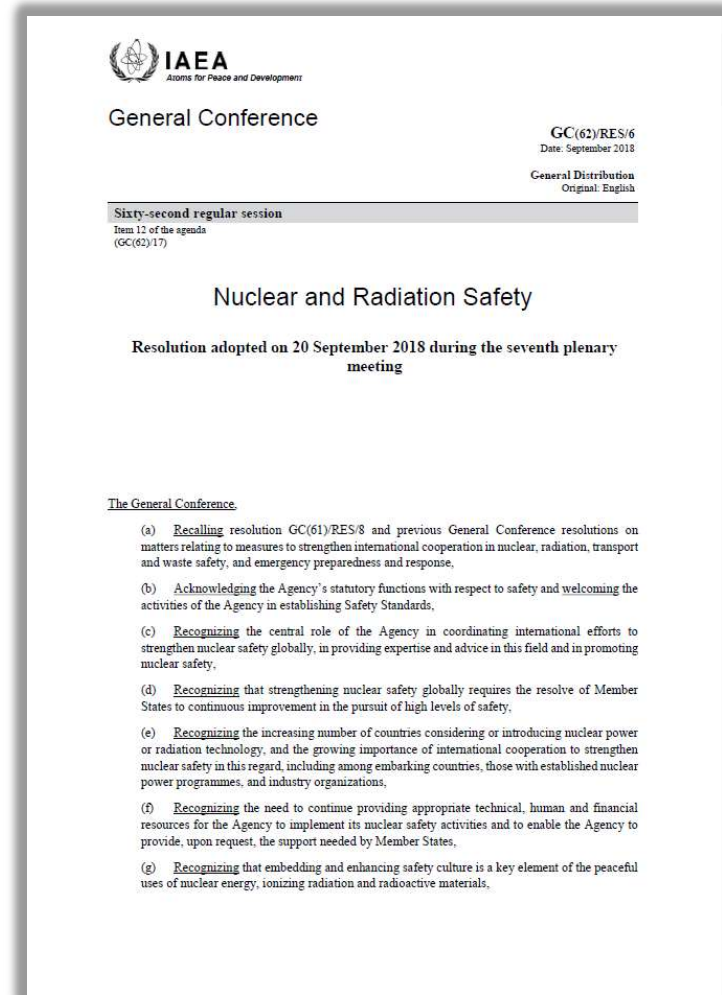 IAEA
Atoms for Peace and Development
General Conference
GC(62)/RES/6
Date: September 2018
General Distribution
Original: English
Sixty-second regular session
Item 12 of the agenda
(GC(62)/17)
Nuclear and Radiation Safety
Resolution adopted on 20 September 2018 during the seventh plenary
meeting
The General Conference,
(a) Recalling resolution GC(61)/RES/8 and previous General Conference resolutions on
matters relating to measures to strengthen international cooperation in nuclear, radiation, transport
and waste safety, and emergency preparedness and response,
(b) Acknowledging the Agency's statutory functions with respect to safety and welcoming the
activities of the Agency in establishing Safety Standards,
(c) Recognizing the central role of the Agency in coordinating international efforts to
strengthen nuclear safety globally, in providing expertise and advice in this field and in promoting
nuclear safety,
(d) Recognizing that strengthening nuclear safety globally requires the resolve of Member
States to continuous improvement in the pursuit of high levels of safety,
(e) Recognizing the increasing number of countries considering or introducing nuclear power
or radiation technology, and the growing importance of international cooperation to strengthen
nuclear safety in this regard, including among embarking countries, those with established nuclear
power programmes, and industry organizations,
(f) Recognizing the need to continue providing appropriate technical, human and financial
resources for the Agency to implement its nuclear safety activities and to enable the Agency to
provide, upon request, the support needed by Member States,
(g) Recognizing that embedding and enhancing safety culture is a key element of the peaceful
uses of nuclear energy, ionizing radiation and radioactive materials,